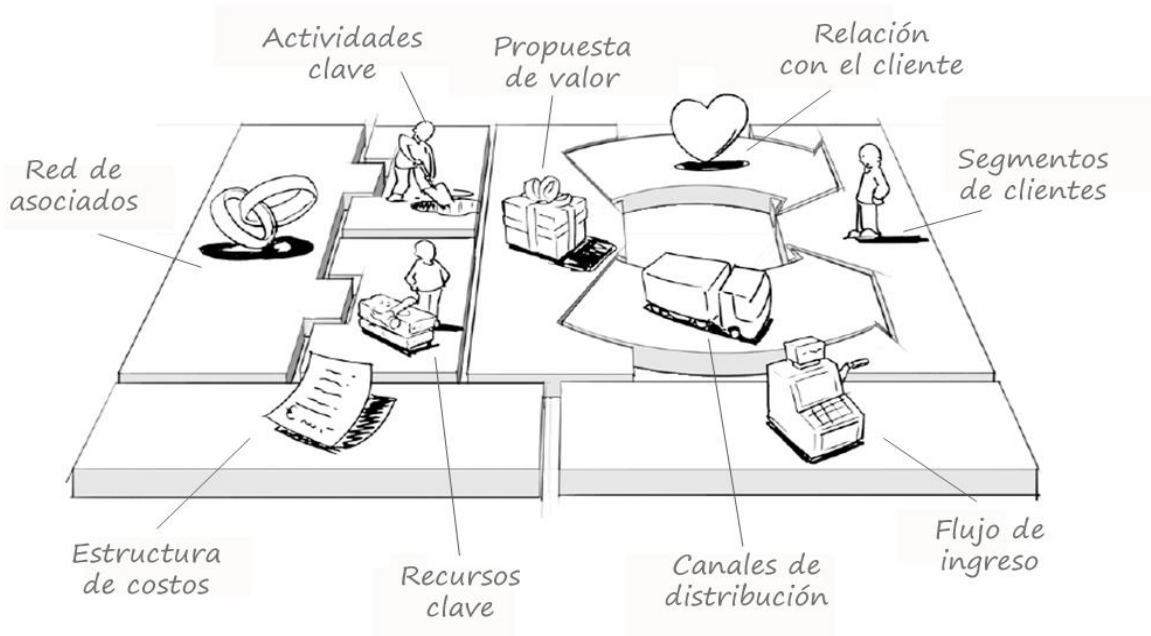 Actividades
clave
Propuesta
de valor
Relación
con el cliente
Red de
asociados
Segmentos
de clientes
Estructura
de costos
Recursos
clave
Canales de
distribución
Flujo de
ingreso